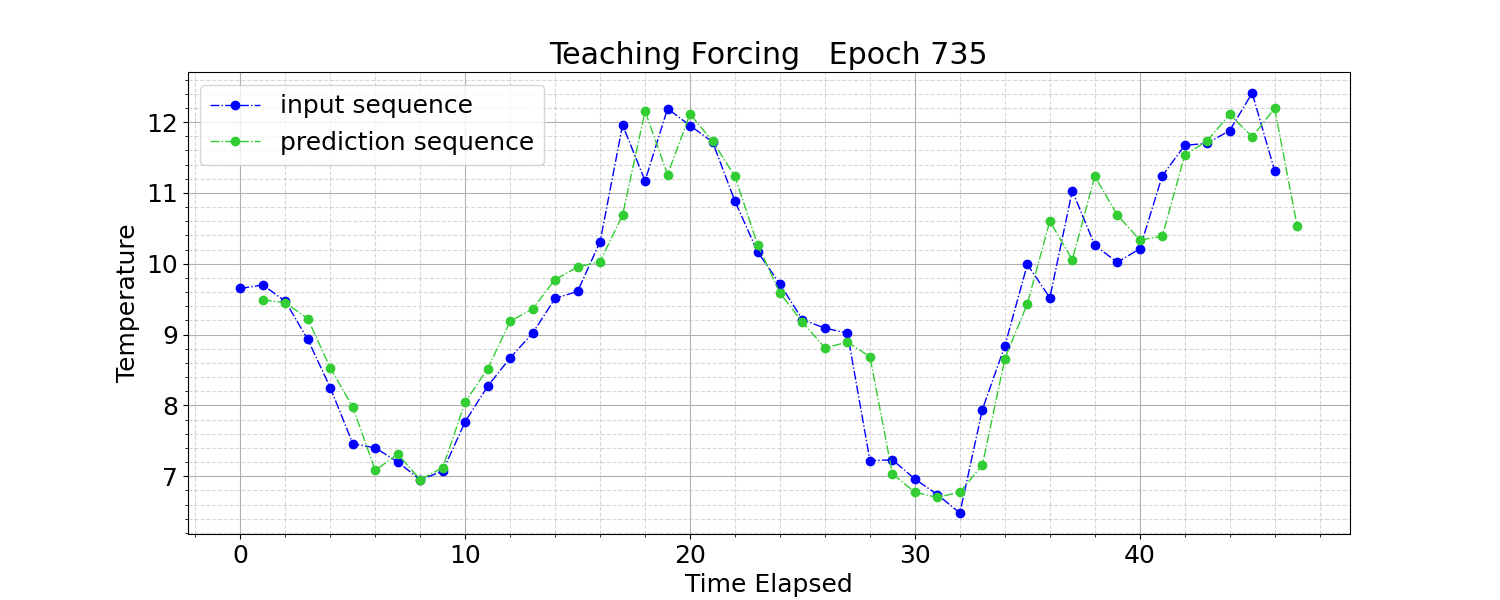 Teaching Forcing   Epoch 735
input sequence
prediction sequence
Temperature
12
11
10
9
8
7
0 10 20 30 40
Time Elapsed